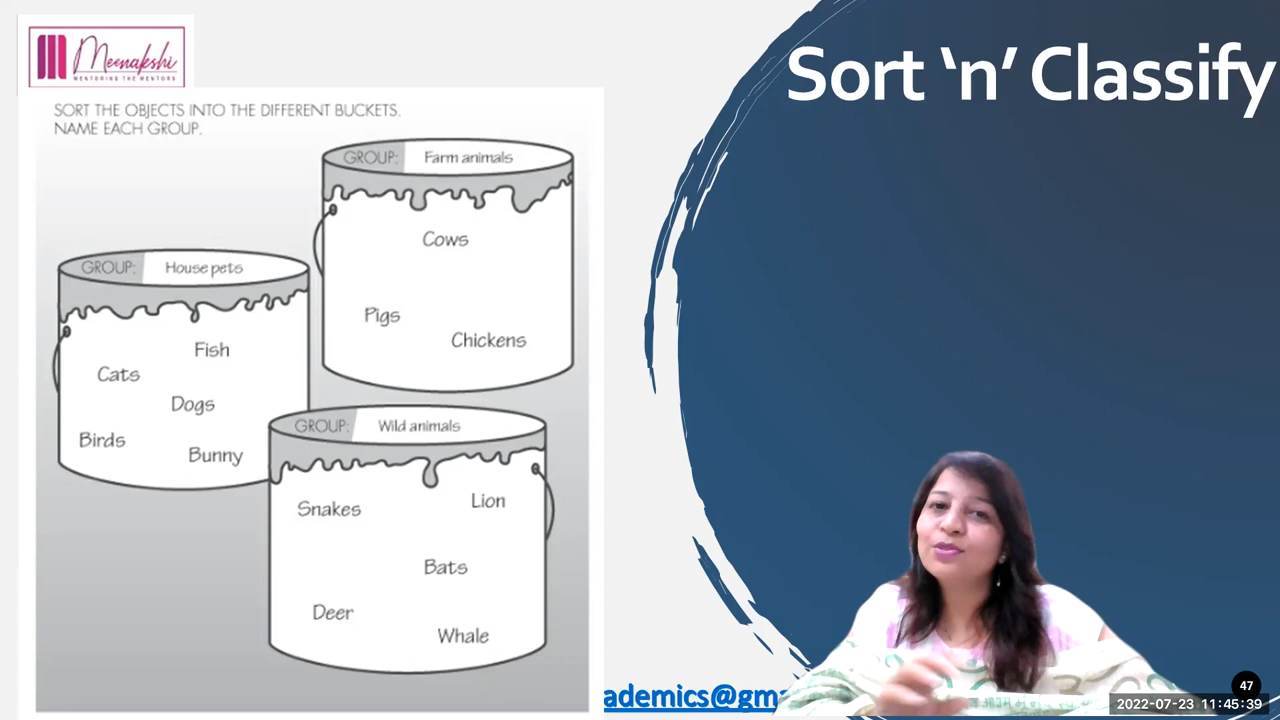 Meenakshi
MENTORING THE MENTORS
Sort ‘n’ Classify
SORT THE OBJECTS INTO THE DIFFERENT BUCKETS.
NAME EACH GROUP.
GROUP: Farm animals
Cows
Pigs
Chickens
GROUP: House pets
Fish
Cats
Dogs
Birds
Bunny
GROUP: Wild animals
Snakes
Lion
Bats
Deer
Whale
ademics@gma
47
2022-07-23 11:45:39